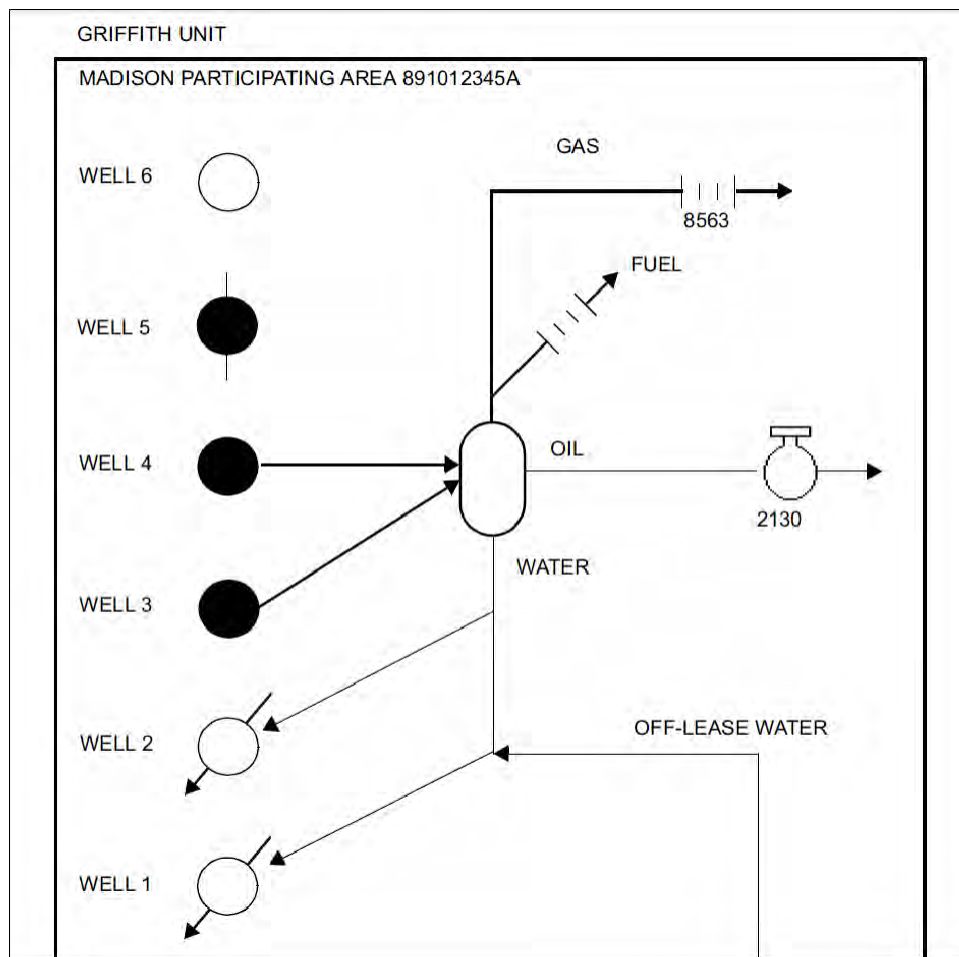 GRIFFITH UNIT
MADISON PARTICIPATING AREA 891012345A
GAS
WELL 6
8563
FUEL
WELL 5
OIL
WELL 4
2130
WATER
WELL 3
OFF-LEASE WATER
WELL 2
WELL 1